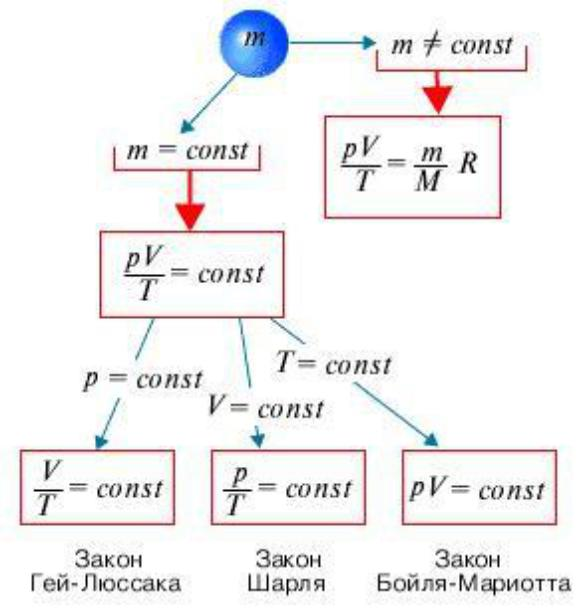 m
m ≠ const
m = const
pV/T = m/M R
pV/T = const
p = const
V = const
T = const
V/T = const
p/T = const
pV = const
Закон
Гей-Люссака
Закон
Шарля
Закон
Бойля-Мариотта